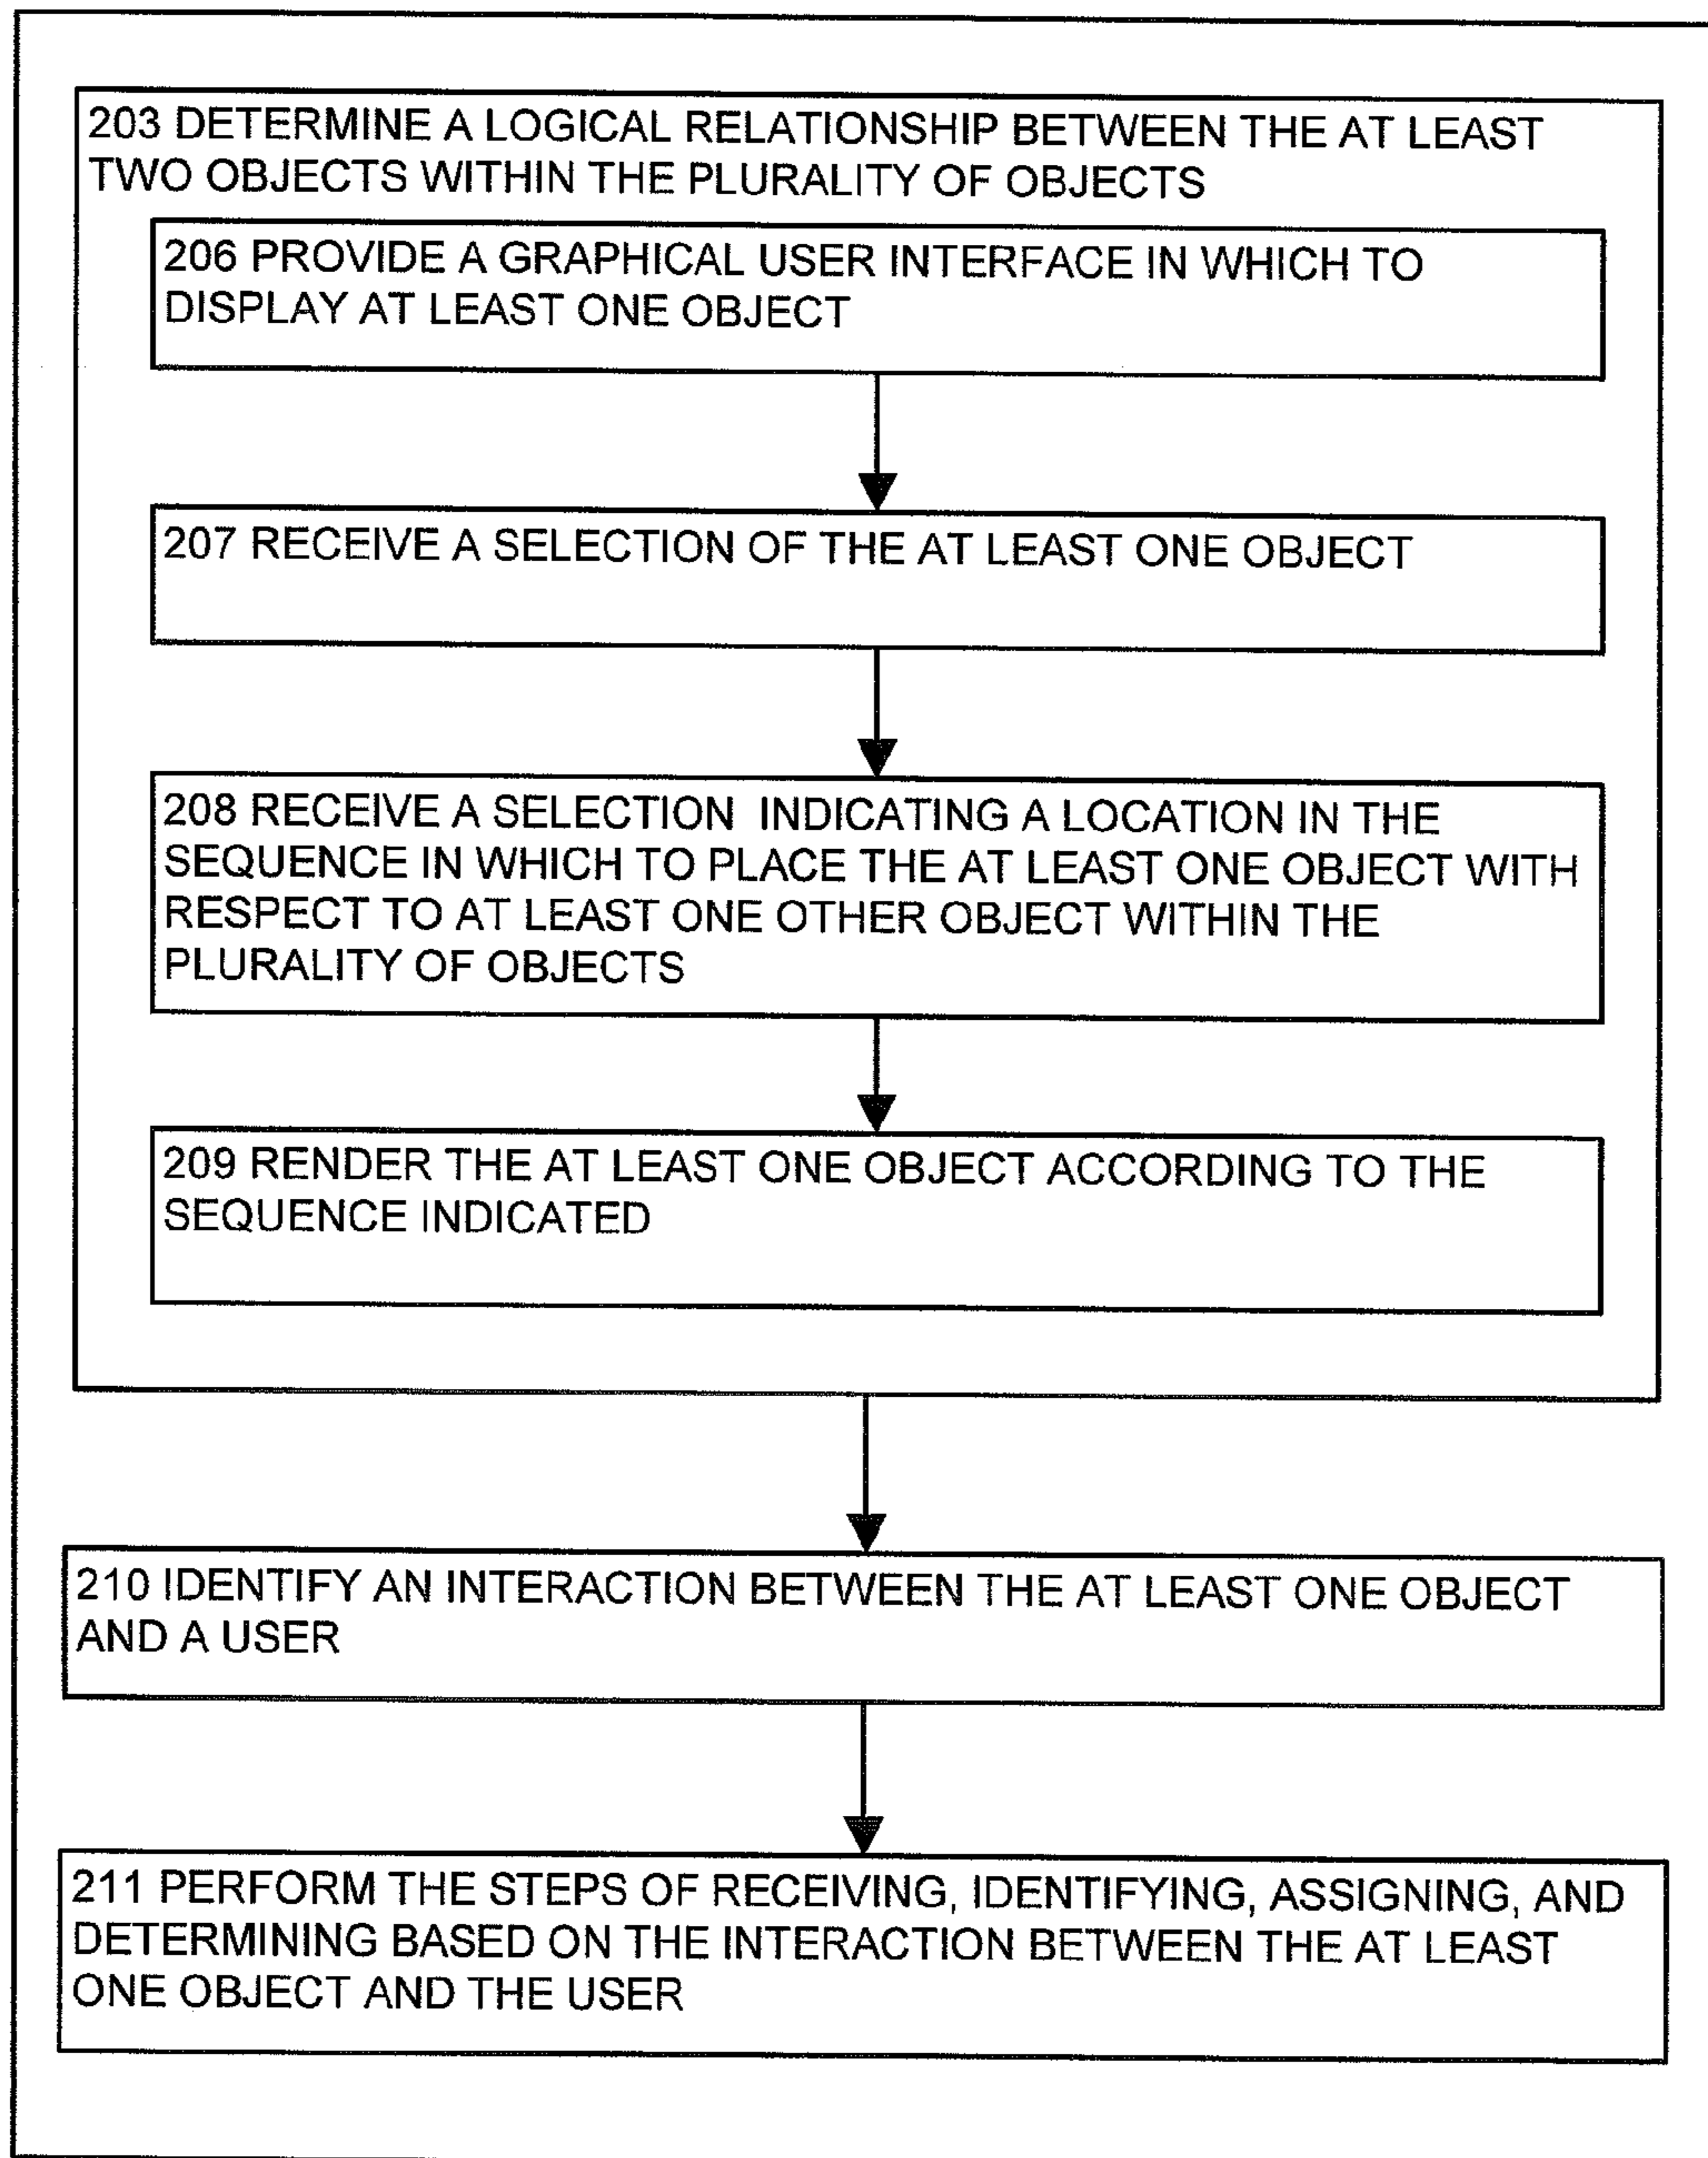 203 DETERMINE A LOGICAL RELATIONSHIP BETWEEN THE AT LEAST
TWO OBJECTS WITHIN THE PLURALITY OF OBJECTS
206 PROVIDE A GRAPHICAL USER INTERFACE IN WHICH TO
DISPLAY AT LEAST ONE OBJECT
207 RECEIVE A SELECTION OF THE AT LEAST ONE OBJECT
208 RECEIVE A SELECTION INDICATING A LOCATION IN THE
SEQUENCE IN WHICH TO PLACE THE AT LEAST ONE OBJECT WITH
RESPECT TO AT LEAST ONE OTHER OBJECT WITHIN THE
PLURALITY OF OBJECTS
209 RENDER THE AT LEAST ONE OBJECT ACCORDING TO THE
SEQUENCE INDICATED
210 IDENTIFY AN INTERACTION BETWEEN THE AT LEAST ONE OBJECT
AND A USER
211 PERFORM THE STEPS OF RECEIVING, IDENTIFYING, ASSIGNING, AND
DETERMINING BASED ON THE INTERACTION BETWEEN THE AT LEAST
ONE OBJECT AND THE USER